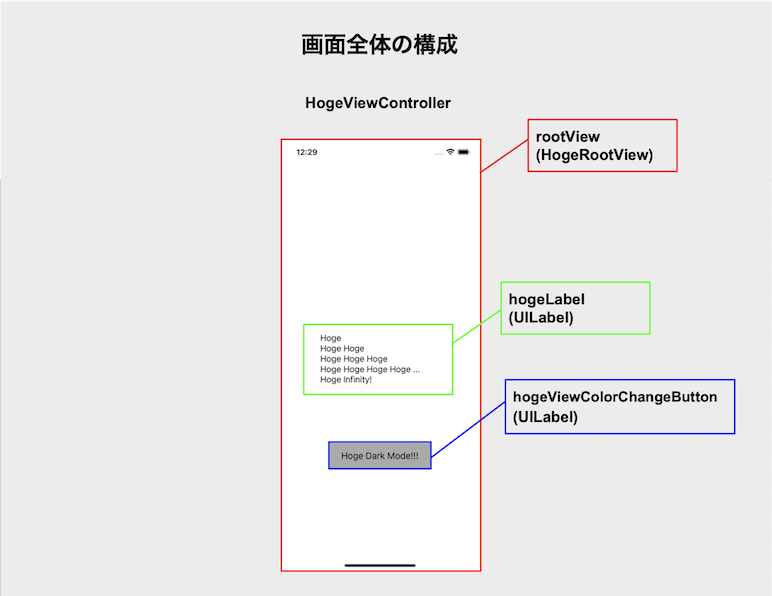 画面全体の構成
HogeViewController
rootView
(HogeRootView)
12:29
Hoge
Hoge Hoge
Hoge Hoge Hoge
Hoge Hoge Hoge Hoge ...
Hoge Infinity!
hogeLabel
(UILabel)
hogeViewColorChangeButton
(UILabel)
Hoge Dark Mode!!!